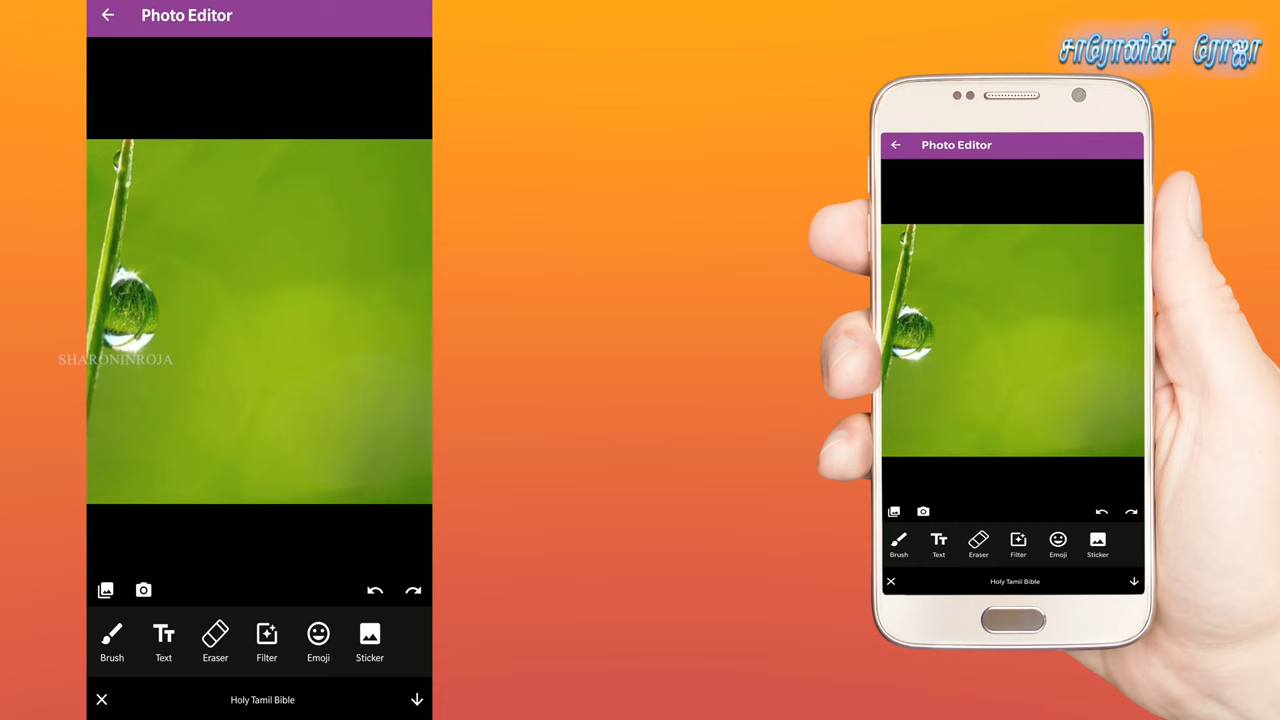 Photo Editor
சாரோனின் ரோஜா
Photo Editor
SHARONINROJA
Brush Text Eraser Filter Emoji Sticker
Holy Tamil Bible
Brush Text Eraser Filter Emoji Sticker
Holy Tamil Bible